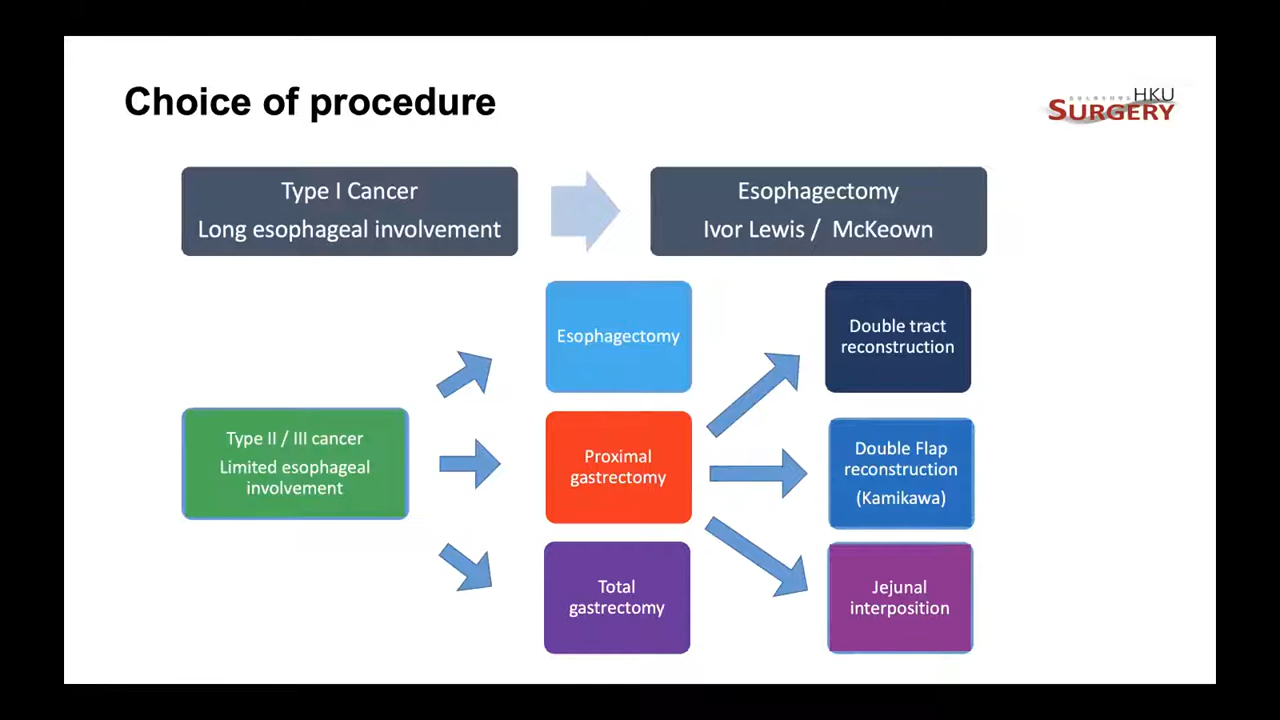 Choice of procedure
HKU
SURGERY
Type I Cancer
Long esophageal involvement
Esophagectomy
Ivor Lewis / McKeown
Esophagectomy
Double tract
reconstruction
Type II / III cancer
Limited esophageal
involvement
Proximal
gastrectomy
Double Flap
reconstruction
(Kamikawa)
Total
gastrectomy
Jejunal
interposition